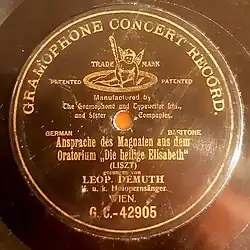 GRAMOPHONE CONCERT RECORD.
TRADE MARK
PATENTED PATENTED
Manufactured by
The Gramophone and Typewriter Ltd.,
and Sister Companies.
GERMAN BARITONE
Ansprache des Magnaten aus dem
Oratorium „Die heilige Elisabeth“
(LISZT)
gesungen von
LEOP. DEMUTH
k. u. k. Hofopernsänger
WIEN.
G. C.-42905